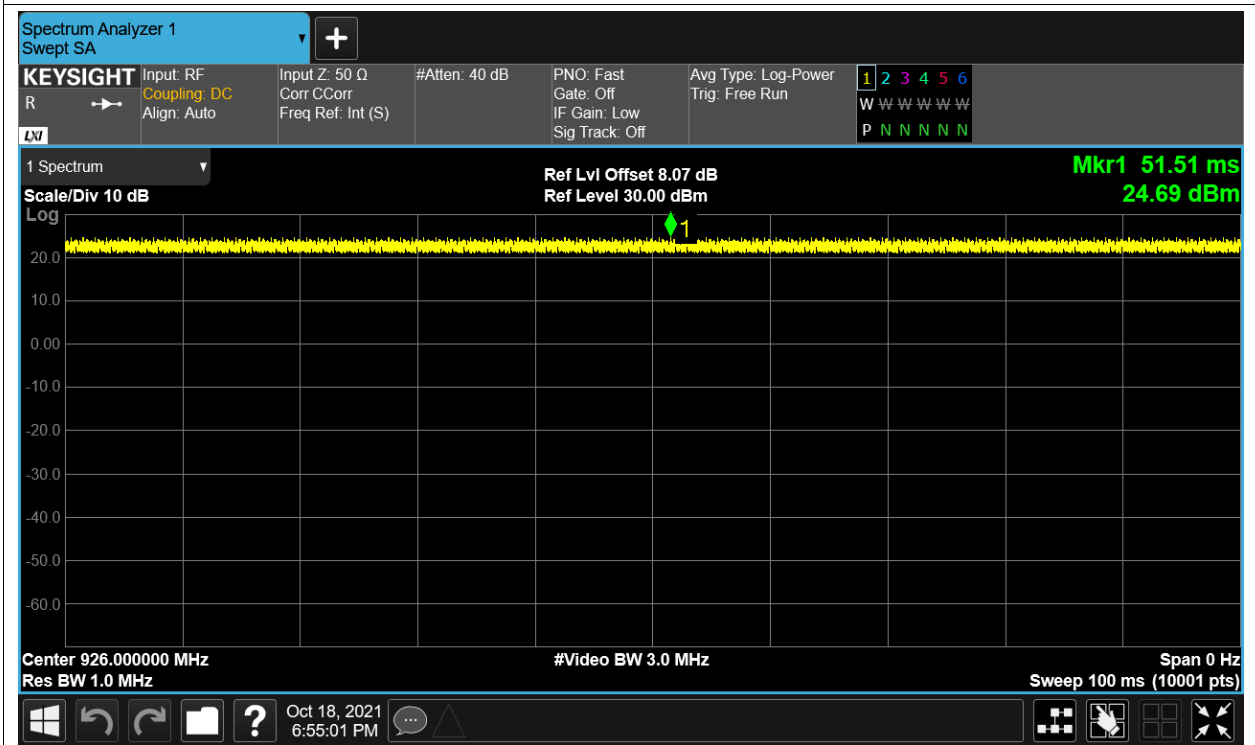 Spectrum Analyzer 1
Swept SA
KEYSIGHT
R
LXI
Input: RF
Coupling: DC
Align: Auto
Input Z: 50 Ω
Corr CCorr
Freq Ref: Int (S)
#Atten: 40 dB
PNO: Fast
Gate: Off
IF Gain: Low
Sig Track: Off
Avg Type: Log-Power
Trig: Free Run
1 2 3 4 5 6
W W W W W W
P N N N N N
1 Spectrum
Scale/Div 10 dB
Log
Ref Lvl Offset 8.07 dB
Ref Level 30.00 dBm
Mkr1 51.51 ms
24.69 dBm
1
20.0
10.0
0.00
-10.0
-20.0
-30.0
-40.0
-50.0
-60.0
Center 926.000000 MHz
Res BW 1.0 MHz
#Video BW 3.0 MHz
Span 0 Hz
Sweep 100 ms (10001 pts)
?
Oct 18, 2021
6:55:01 PM